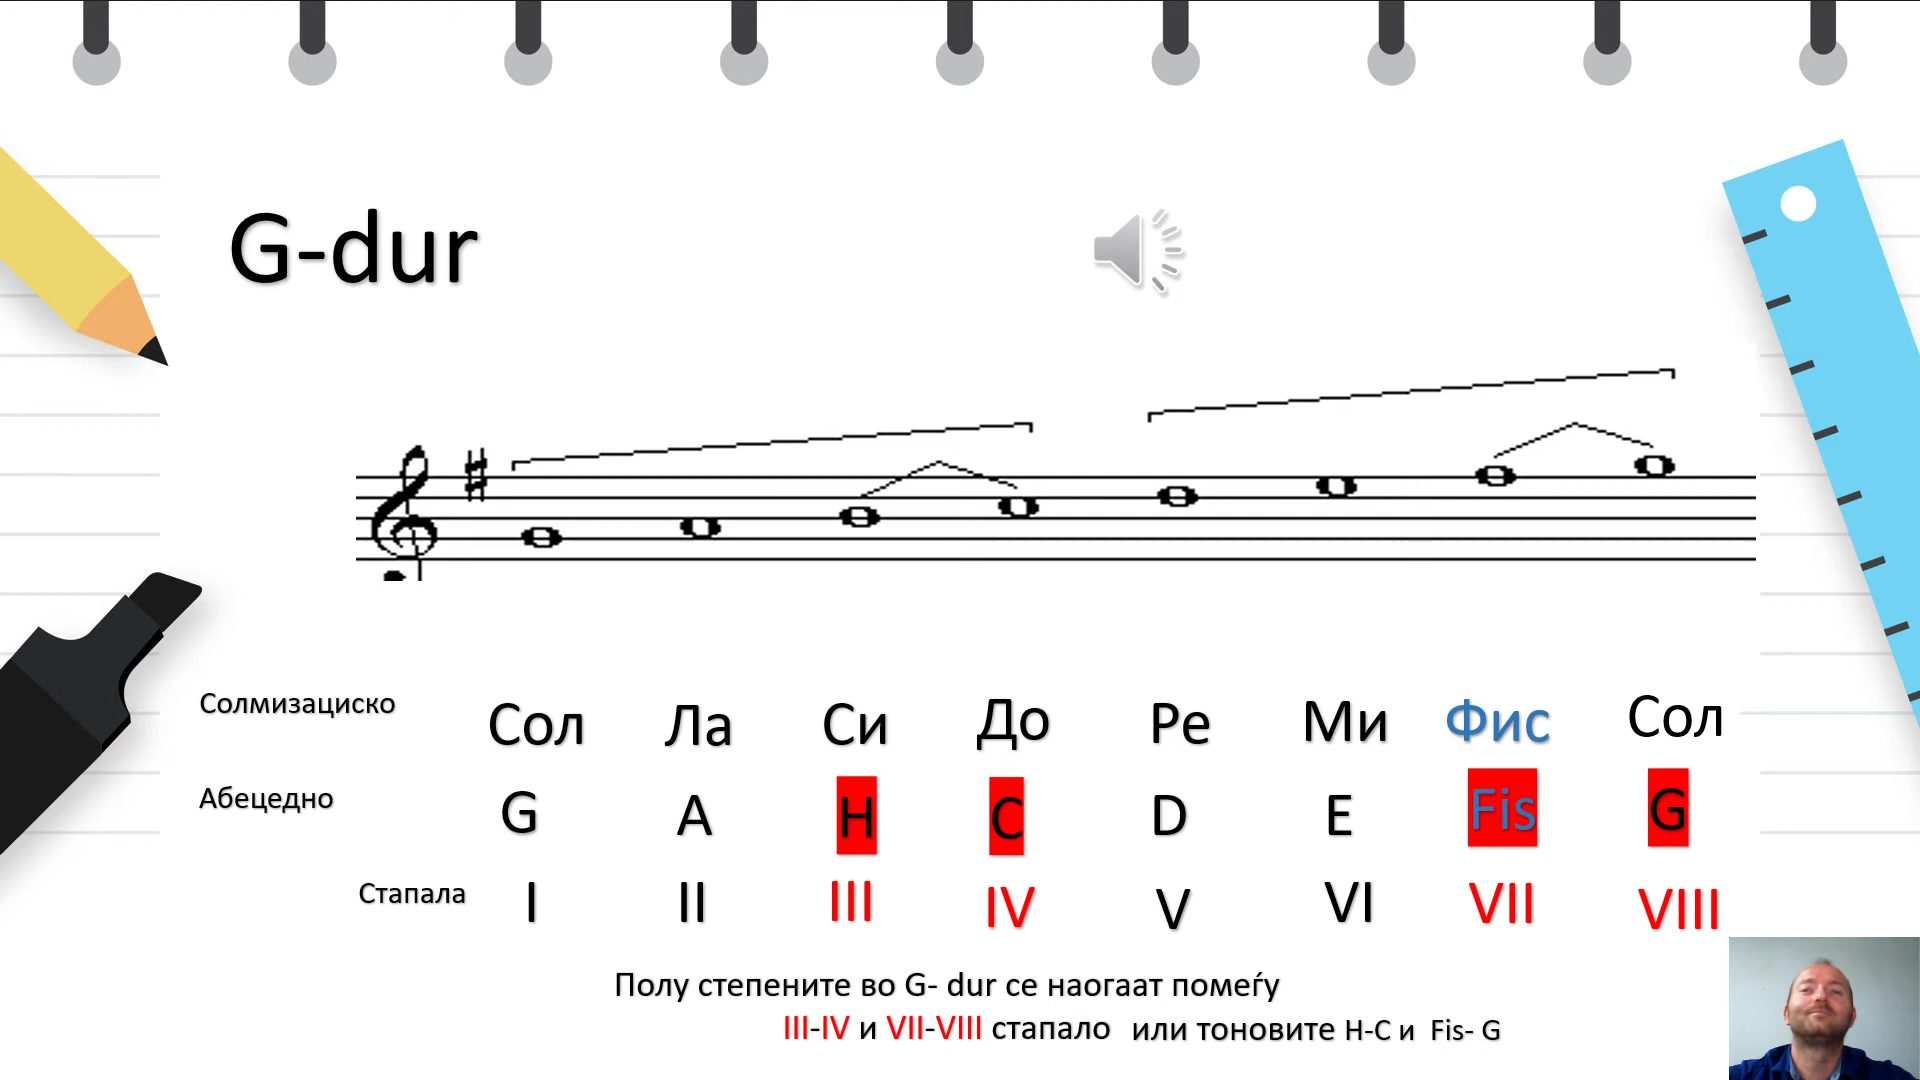 G-dur
Солмизациско Сол Ла Си До Ре Ми Фис Сол
Абецедно G A H C D E Fis G
Стапала I II III IV V VI VII VIII
Полу степените во G- dur се наогаат помеѓу
III-IV и VII-VIII стапало или тоновите H-C и Fis- G